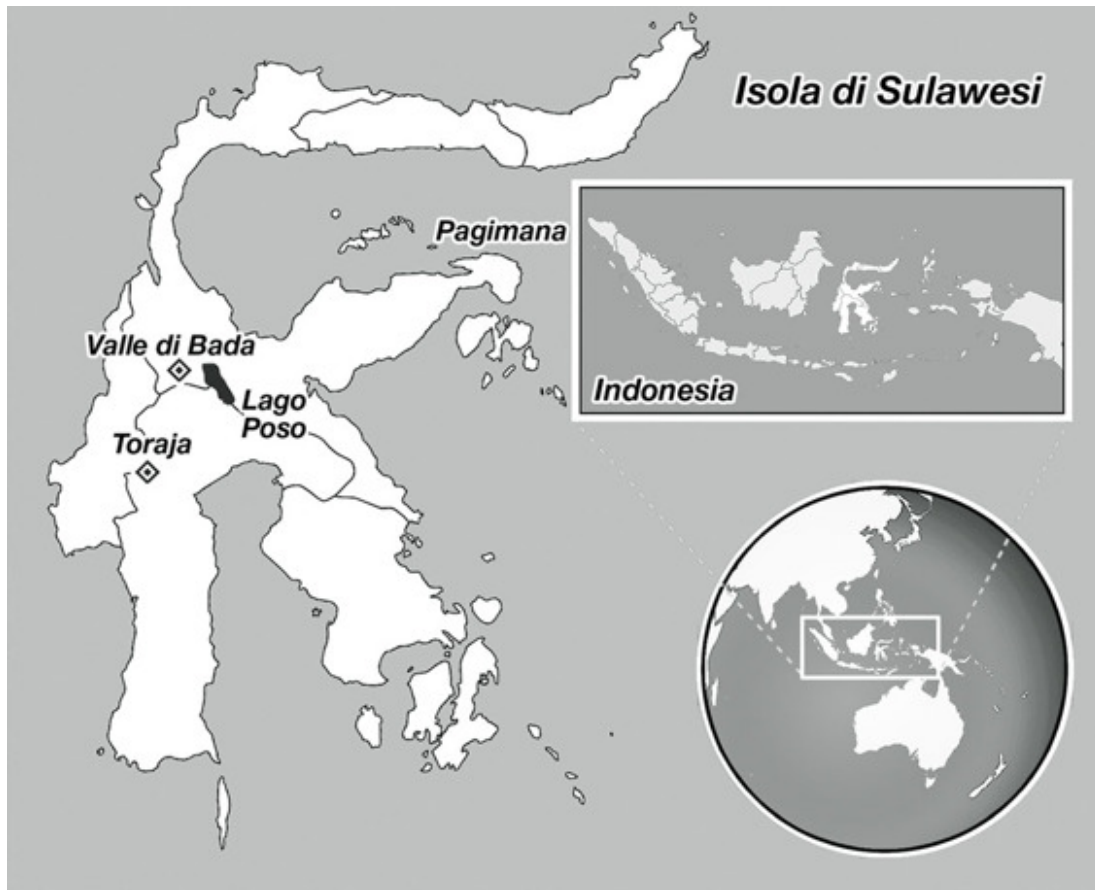 Isola di Sulawesi
Pagimana
Valle di Bada
Lago
Poso
Toraja
Indonesia